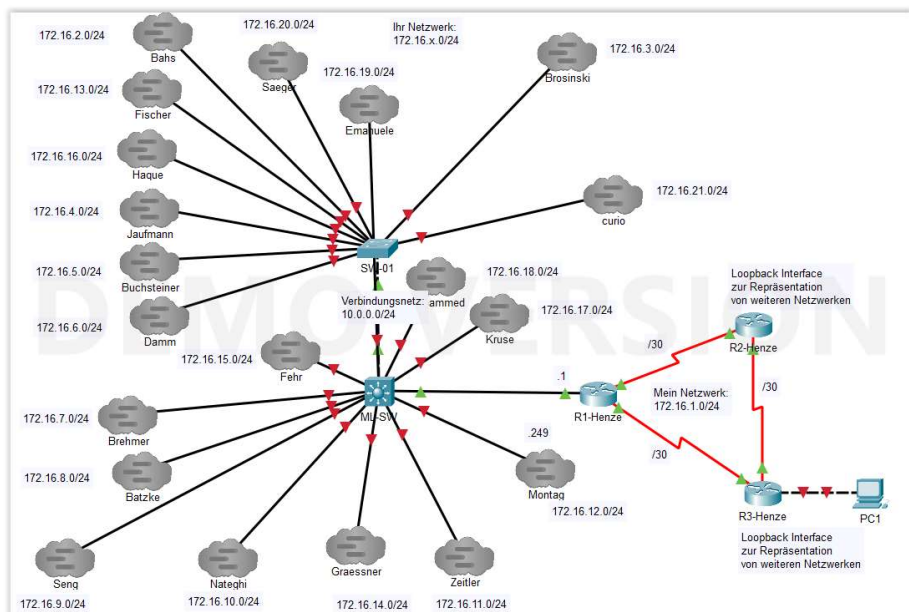 172.16.20.0/24
Ihr Netzwerk:
172.16.x.0/24
172.16.2.0/24
Bahs
Saeger
172.16.19.0/24
172.16.3.0/24
Brosinski
172.16.13.0/24
Fischer
Emanuele
172.16.16.0/24
Haque
172.16.21.0/24
curio
172.16.4.0/24
Jaufmann
172.16.5.0/24
Buchsteiner
SW-01
172.16.18.0/24
ammed
Loopback Interface
zur Repräsentation
von weiteren Netzwerken
DEMO VERSION
Verbindungsnetz:
10.0.0.0/24
172.16.6.0/24
Damm
172.16.17.0/24
Kruse
R2-Henze
172.16.15.0/24
Fehr
/30
.1
ML-SW
R1-Henze
Mein Netzwerk:
172.16.1.0/24
/30
172.16.7.0/24
Brehmer
.249
/30
172.16.8.0/24
Batzke
Montag
172.16.12.0/24
R3-Henze
PC1
Loopback Interface
zur Repräsentation
von weiteren Netzwerken
Seng
172.16.9.0/24
Nateghi
172.16.10.0/24
Graessner
172.16.14.0/24
Zeitler
172.16.11.0/24